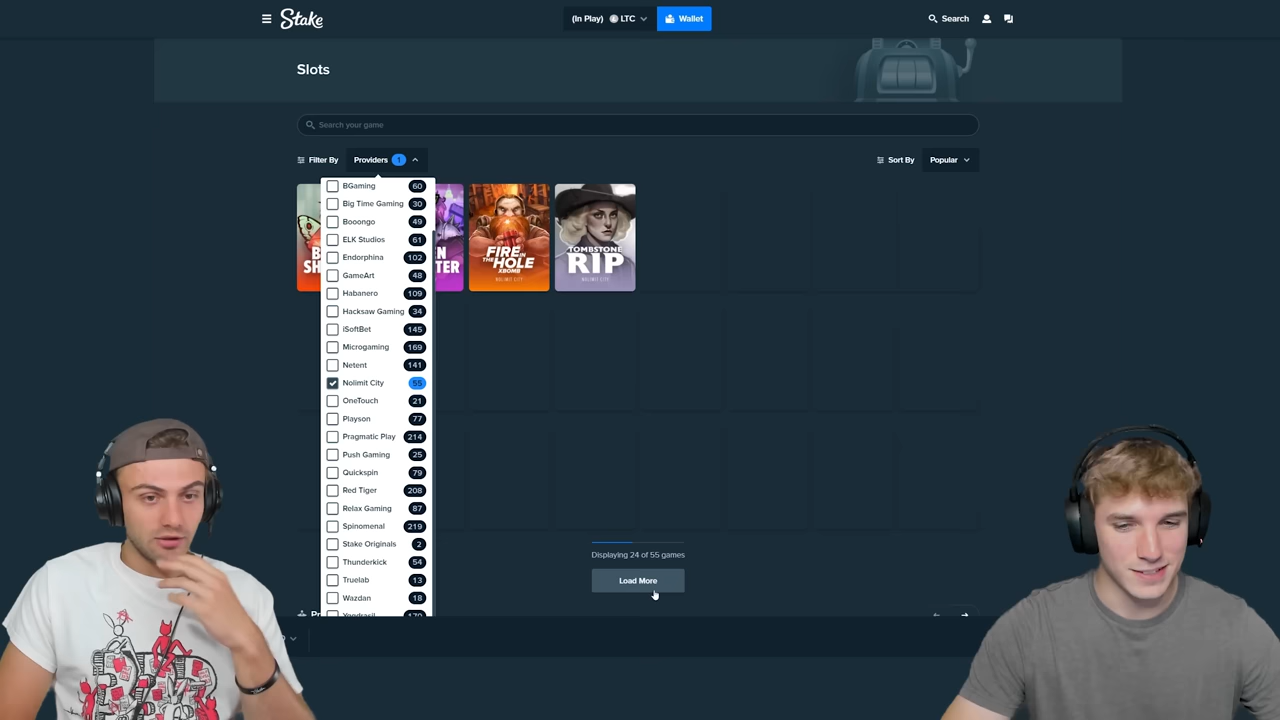 Stake
(In Play) LTC
Wallet
Search
Slots
Search your game
Filter By
Providers 1
Sort By
Popular
BGaming 60
Big Time Gaming 30
Booongo 49
ELK Studios 61
Endorphina 102
GameArt 48
Habanero 109
Hacksaw Gaming 34
iSoftBet 145
Microgaming 169
Netent 141
Nolimit City 55
OneTouch 21
Playson 77
Pragmatic Play 214
Push Gaming 25
Quickspin 79
Red Tiger 208
Relax Gaming 87
Spinomenal 219
Stake Originals 2
Thunderkick 54
Truelab 13
Wazdan 18
FIRE
IN THE
HOLE
XBOMB
NOLIMIT CITY
TOMBSTONE
RIP
NOLIMIT CITY
Displaying 24 of 55 games
Load More